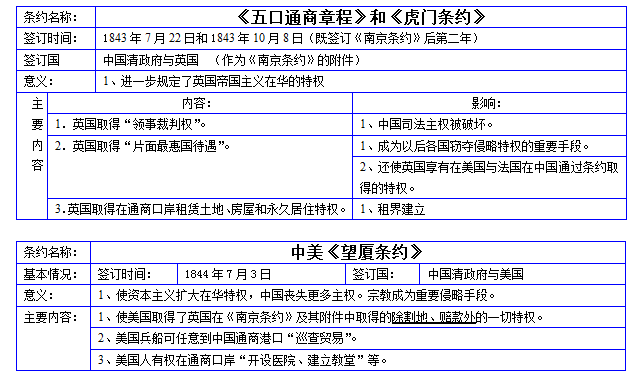 条约名称： 《五口通商章程》和《虎门条约》
签订时间： 1843年7月22日和1843年10月8日（既签订《南京条约》后第二年）
签订国 中国清政府与英国 （作为《南京条约》的附件）
意义： 1、进一步规定了英国帝国主义在华的特权
主要内容 内容： 影响：
1．英国取得“领事裁判权”。 1、中国司法主权被破坏。
2．英国取得“片面最惠国待遇”。 1、成为以后各国窃夺侵略特权的重要手段。
2、还使英国享有在美国与法国在中国通过条约取
得的特权。
3.英国取得在通商口岸租赁土地、房屋和永久居住特权。 1、租界建立
条约名称： 中美《望厦条约》
基本情况： 签订时间： 1844年7月3日 签订国： 中国清政府与美国
意义： 1、使资本主义扩大在华特权，中国丧失更多主权。宗教成为重要侵略手段。
主要内容： 1、使美国取得了英国在《南京条约》及其附件中取得的除割地、赔款外的一切特权。
2、美国兵船可任意到中国通商港口“巡查贸易”。
3、美国人有权在通商口岸“开设医院、建立教堂”等。